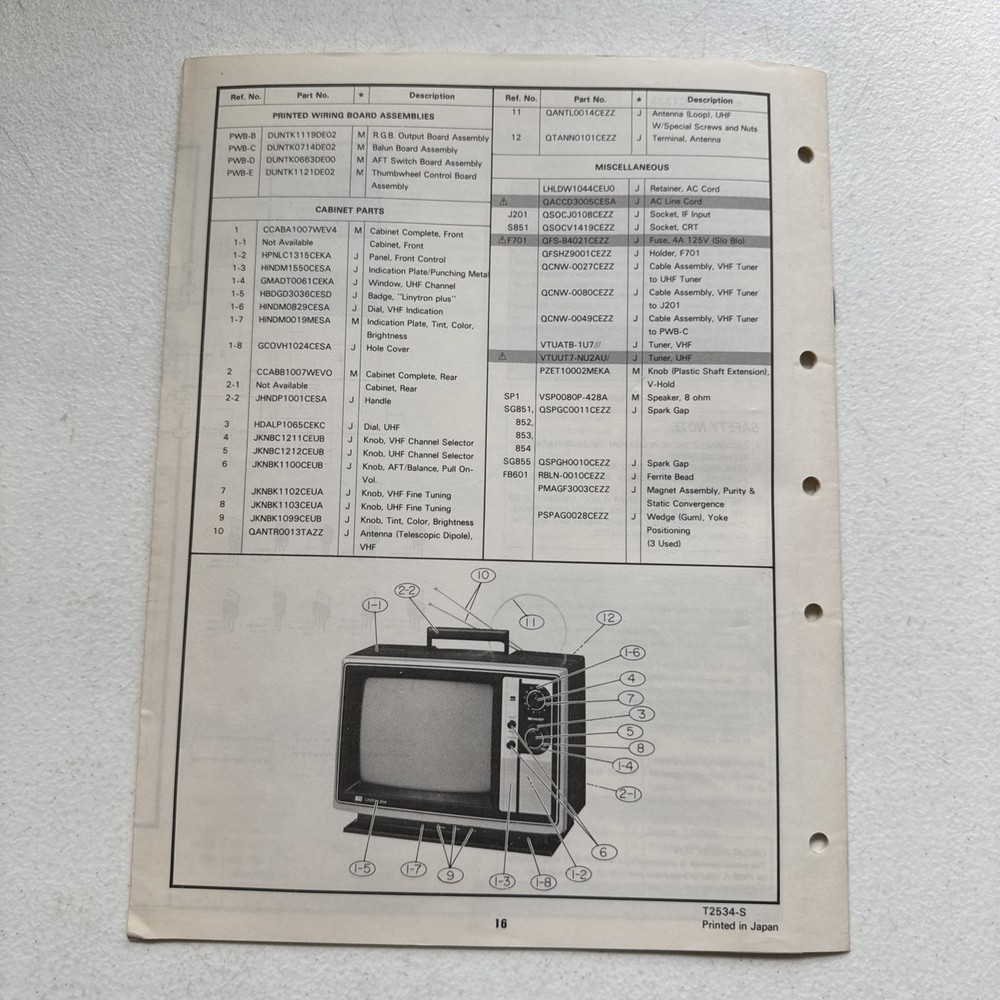 Ref. No. Part No. * Description
PRINTED WIRING BOARD ASSEMBLIES
PWB-B DUNTK1119DE02 M R.G.B. Output Board Assembly
PWB-C DUNTK0714DE02 M Balun Board Assembly
PWB-D DUNTK0663DE00 M AFT Switch Board Assembly
PWB-E DUNTK1121DE02 M Thumbwheel Control Board
Assembly
CABINET PARTS
1 CCABA1007WEV4 M Cabinet Complete, Front
1-1 Not Available Cabinet, Front
1-2 HPNLC1315CEKA J Panel, Front Control
1-3 HINDM1550CESA J Indication Plate/Punching Metal
1-4 GMADT0061CEKA J Window, UHF Channel
1-5 HBDGD3036CESD J Badge, "Linytron plus"
1-6 HINDM0829CESA J Dial, VHF Indication
1-7 HINDM0019MESA M Indication Plate, Tint, Color,
Brightness
1-8 GCOVH1024CESA J Hole Cover
2 CCABB1007WEVO M Cabinet Complete, Rear
2-1 Not Available Cabinet, Rear
2-2 JHNDP1001CESA J Handle
3 HDALP1065CEKC J Dial, UHF
4 JKNBC1211CEUB J Knob, VHF Channel Selector
5 JKNBC1212CEUB J Knob, UHF Channel Selector
6 JKNBK1100CEUB J Knob, AFT/Balance, Pull On-
Vol.
7 JKNBK1102CEUA J Knob, VHF Fine Tuning
8 JKNBK1103CEUA J Knob, UHF Fine Tuning
9 JKNBK1099CEUB J Knob, Tint, Color, Brightness
10 QANTR0013TAZZ J Antenna (Telescopic Dipole),
VHF
Ref. No. Part No. * Description
11 QANTL0014CEZZ J Antenna (Loop), UHF
W/Special Screws and Nuts
12 QTANN0101CEZZ J Terminal, Antenna
MISCELLANEOUS
LHLDW1044CEU0 J Retainer, AC Cord
⚠ QACCD3005CESA J AC Line Cord
J201 QSOCJ0108CEZZ J Socket, IF Input
S851 QSOCV1419CEZZ J Socket, CRT
⚠ F701 QFS-B4021CEZZ J Fuse, 4A 125V (Slo Blo)
QFSHZ9001CEZZ J Holder, F701
QCNW-0027CEZZ J Cable Assembly, VHF Tuner
to UHF Tuner
QCNW-0080CEZZ J Cable Assembly, VHF Tuner
to J201
QCNW-0049CEZZ J Cable Assembly, VHF Tuner
to PWB-C
VTUATB-1U7/// J Tuner, VHF
⚠ VTUUT7-NU2AU/ J Tuner, UHF
PZET10002MEKA M Knob (Plastic Shaft Extension),
V-Hold
SP1 VSP0080P-428A M Speaker, 8 ohm
SG851, QSPGC0011CEZZ J Spark Gap
852,
853,
854
SG855 QSPGH0010CEZZ J Spark Gap
FB601 RBLN-0010CEZZ J Ferrite Bead
PMAGF3003CEZZ J Magnet Assembly, Purity &
Static Convergence
PSPAG0028CEZZ J Wedge (Gum), Yoke
Positioning
(3 Used)
10
2-2
1-1
11
12
1-6
4
7
3
5
8
1-4
2-1
6
1-2
1-5
1-7
9
1-3
1-8
16
T2534-S
Printed in Japan